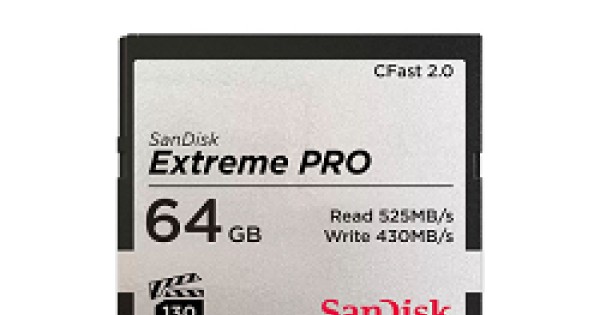 CFast 2.0
SanDisk
Extreme PRO
64 GB
Read 525MB/s
Write 430MB/s
130
SanDisk